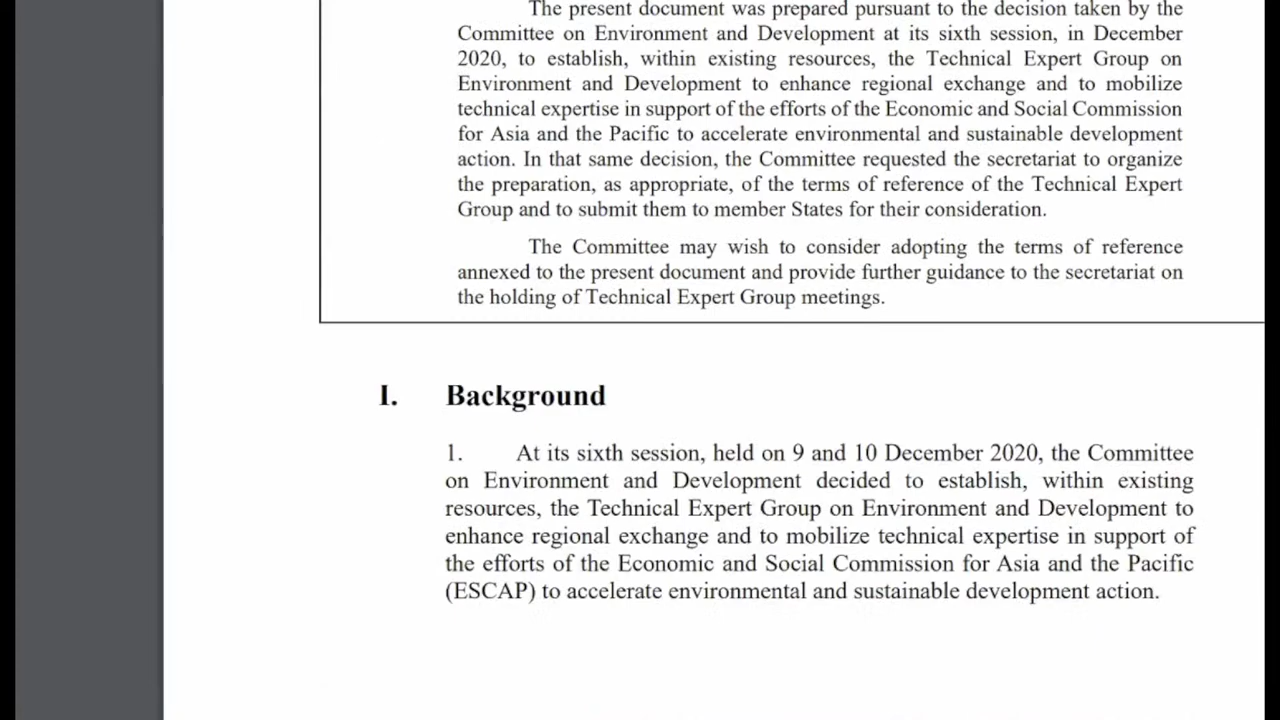 The present document was prepared pursuant to the decision taken by the
Committee on Environment and Development at its sixth session, in December
2020, to establish, within existing resources, the Technical Expert Group on
Environment and Development to enhance regional exchange and to mobilize
technical expertise in support of the efforts of the Economic and Social Commission
for Asia and the Pacific to accelerate environmental and sustainable development
action. In that same decision, the Committee requested the secretariat to organize
the preparation, as appropriate, of the terms of reference of the Technical Expert
Group and to submit them to member States for their consideration.
The Committee may wish to consider adopting the terms of reference
annexed to the present document and provide further guidance to the secretariat on
the holding of Technical Expert Group meetings.
I. Background
1. At its sixth session, held on 9 and 10 December 2020, the Committee
on Environment and Development decided to establish, within existing
resources, the Technical Expert Group on Environment and Development to
enhance regional exchange and to mobilize technical expertise in support of
the efforts of the Economic and Social Commission for Asia and the Pacific
(ESCAP) to accelerate environmental and sustainable development action.